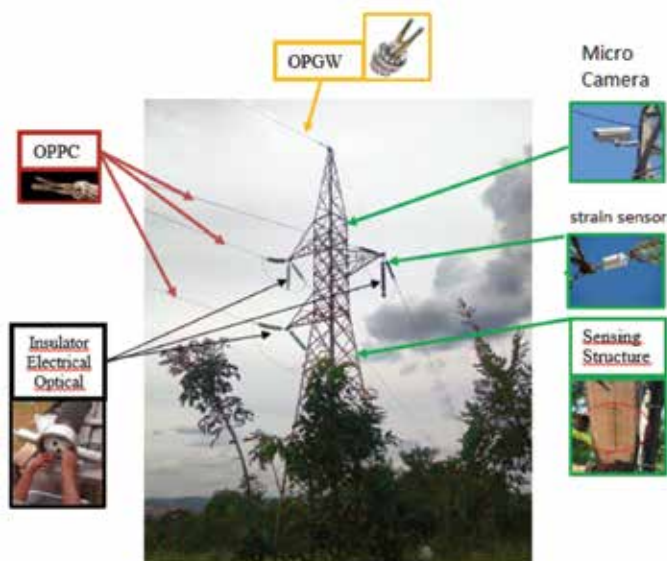 OPGW
Micro
Camera
OPPC
strain sensor
Insulator
Electrical
Optical
Sensing
Structure